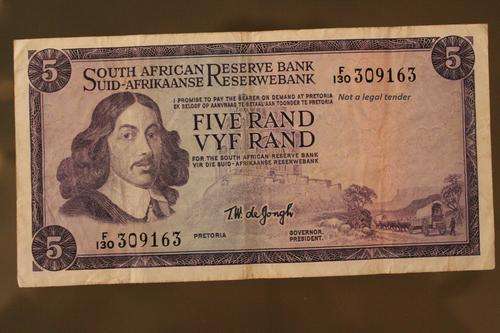 5
5
SOUTH AFRICAN RESERVE BANK
SUID-AFRIKAANSE RESERWEBANK
F/130 309163
I PROMISE TO PAY THE BEARER ON DEMAND AT PRETORIA
EK BELOOF OP AANVRAAG TE BETAAL AAN TOONDER TE PRETORIA
Not a legal tender
FIVE RAND
VYF RAND
FOR THE SOUTH AFRICAN RESERVE BANK
VIR DIE SUID-AFRIKAANSE RESERWEBANK
T.W. de Jongh
F/130 309163
PRETORIA
GOVERNOR.
PRESIDENT.
5
5